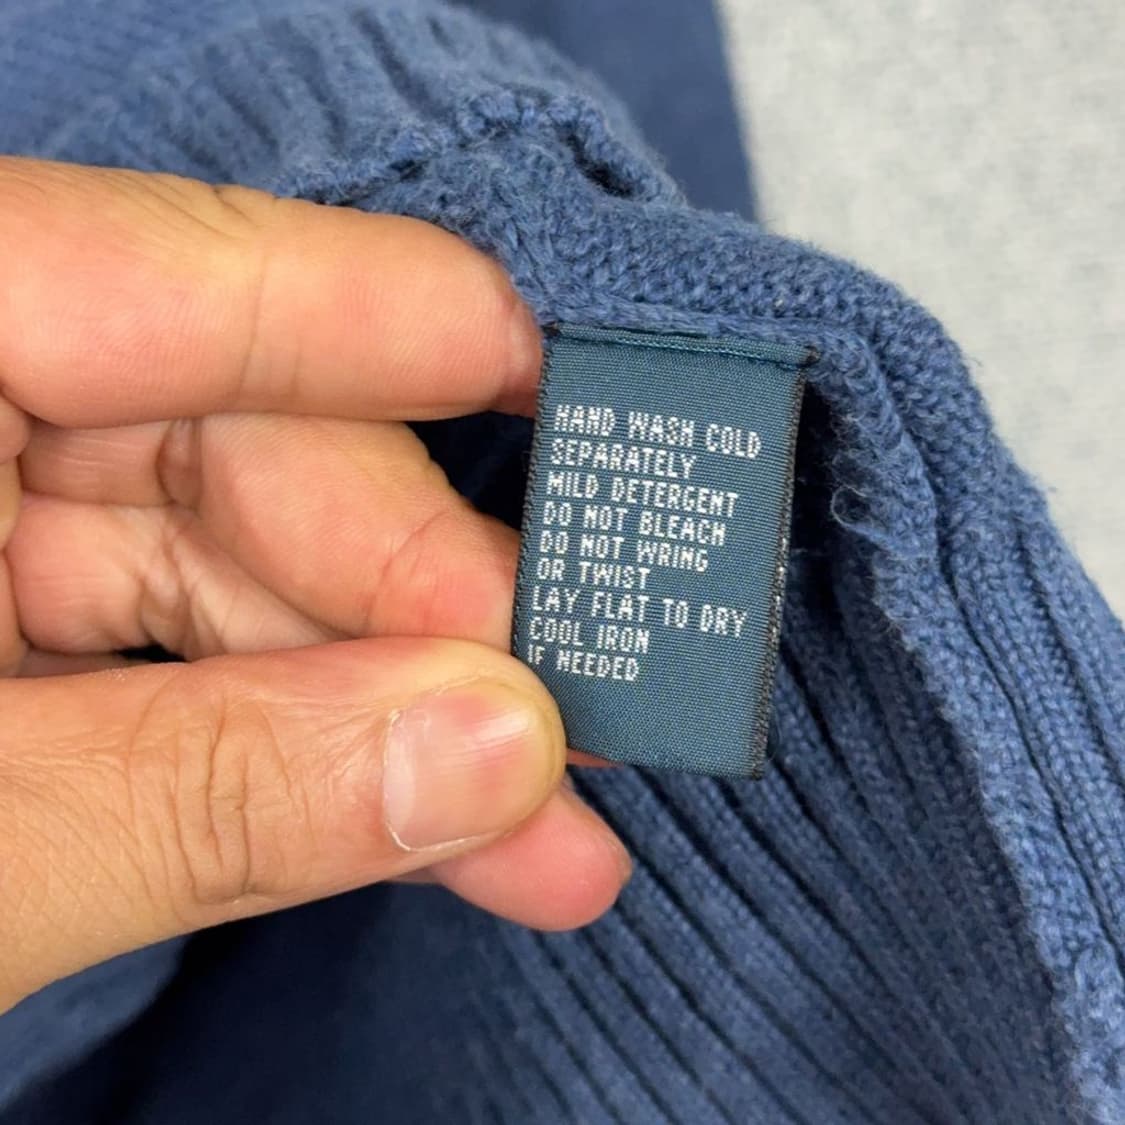 HAND WASH COLD
SEPARATELY
MILD DETERGENT
DO NOT BLEACH
DO NOT WRING
OR TWIST
LAY FLAT TO DRY
COOL IRON
IF NEEDED